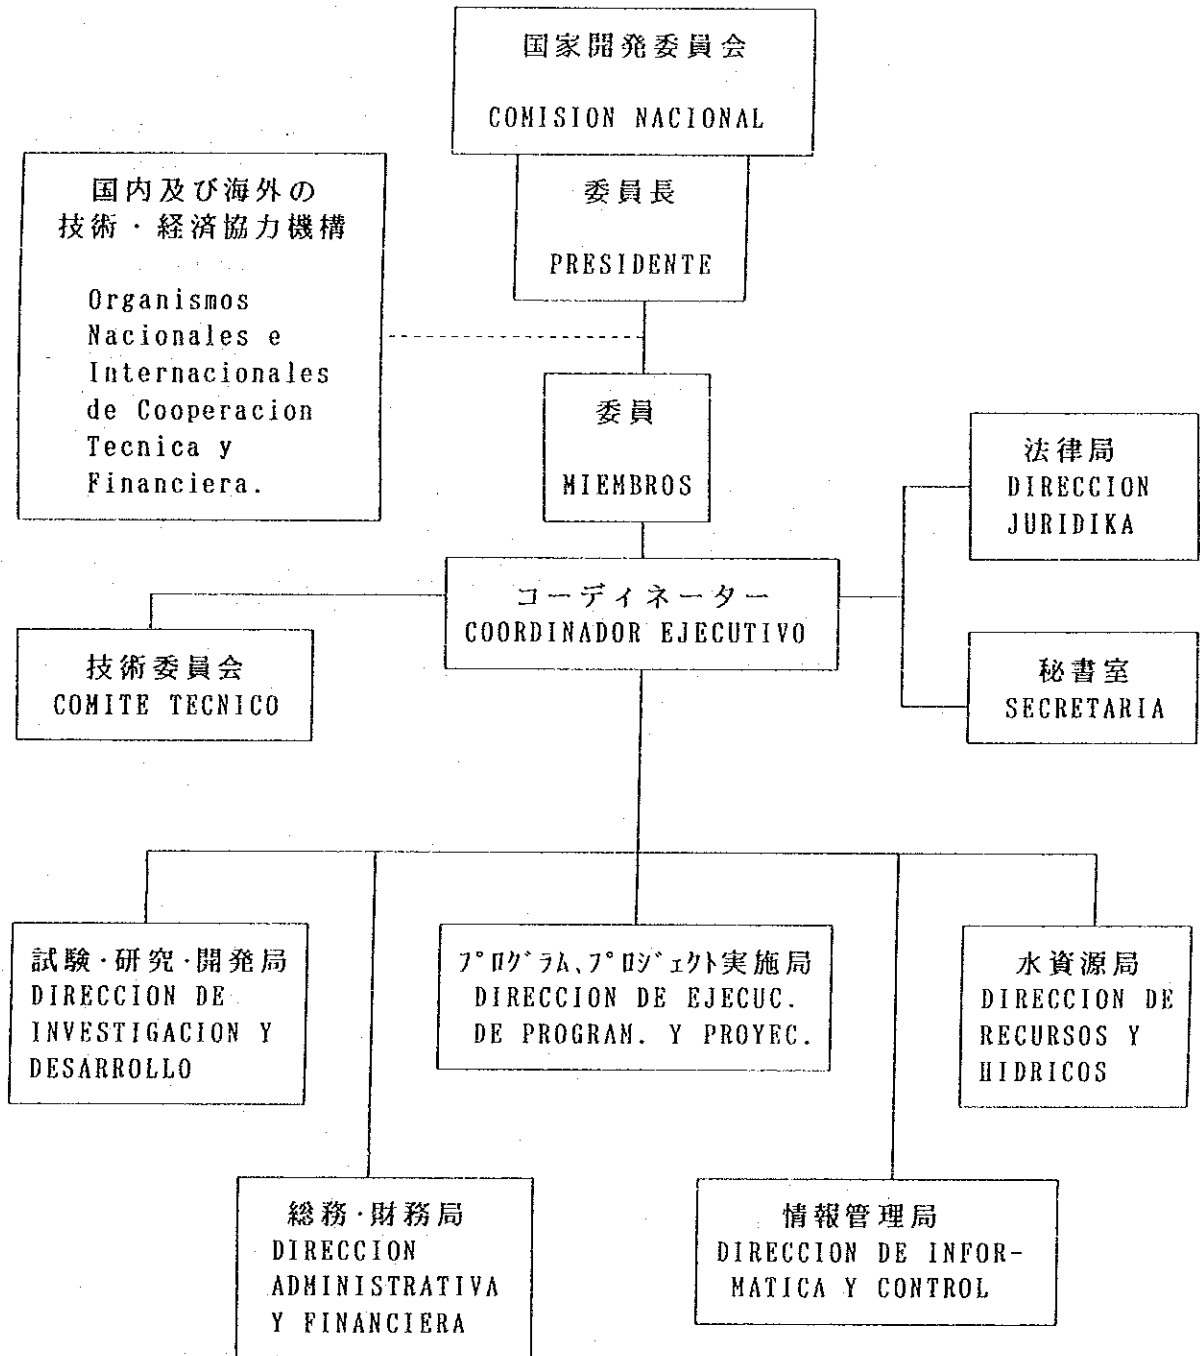 国家開発委員会
COMISION NACIONAL
委員長
PRESIDENTE
国内及び海外の
技術・経済協力機構
Organismos
Nacionales e
Internacionales
de Cooperacion
Tecnica y
Financiera.
委員
MIEMBROS
法律局
DIRECCION
JURIDIKA
コーディネーター
COORDINADOR EJECUTIVO
技術委員会
COMITE TECNICO
秘書室
SECRETARIA
試験・研究・開発局
DIRECCION DE
INVESTIGACION Y
DESARROLLO
プログラム、プロジェクト実施局
DIRECCION DE EJECUC.
DE PROGRAM. Y PROYEC.
水資源局
DIRECCION DE
RECURSOS Y
HIDRICOS
総務・財務局
DIRECCION
ADMINISTRATIVA
Y FINANCIERA
情報管理局
DIRECCION DE INFOR-
MATICA Y CONTROL